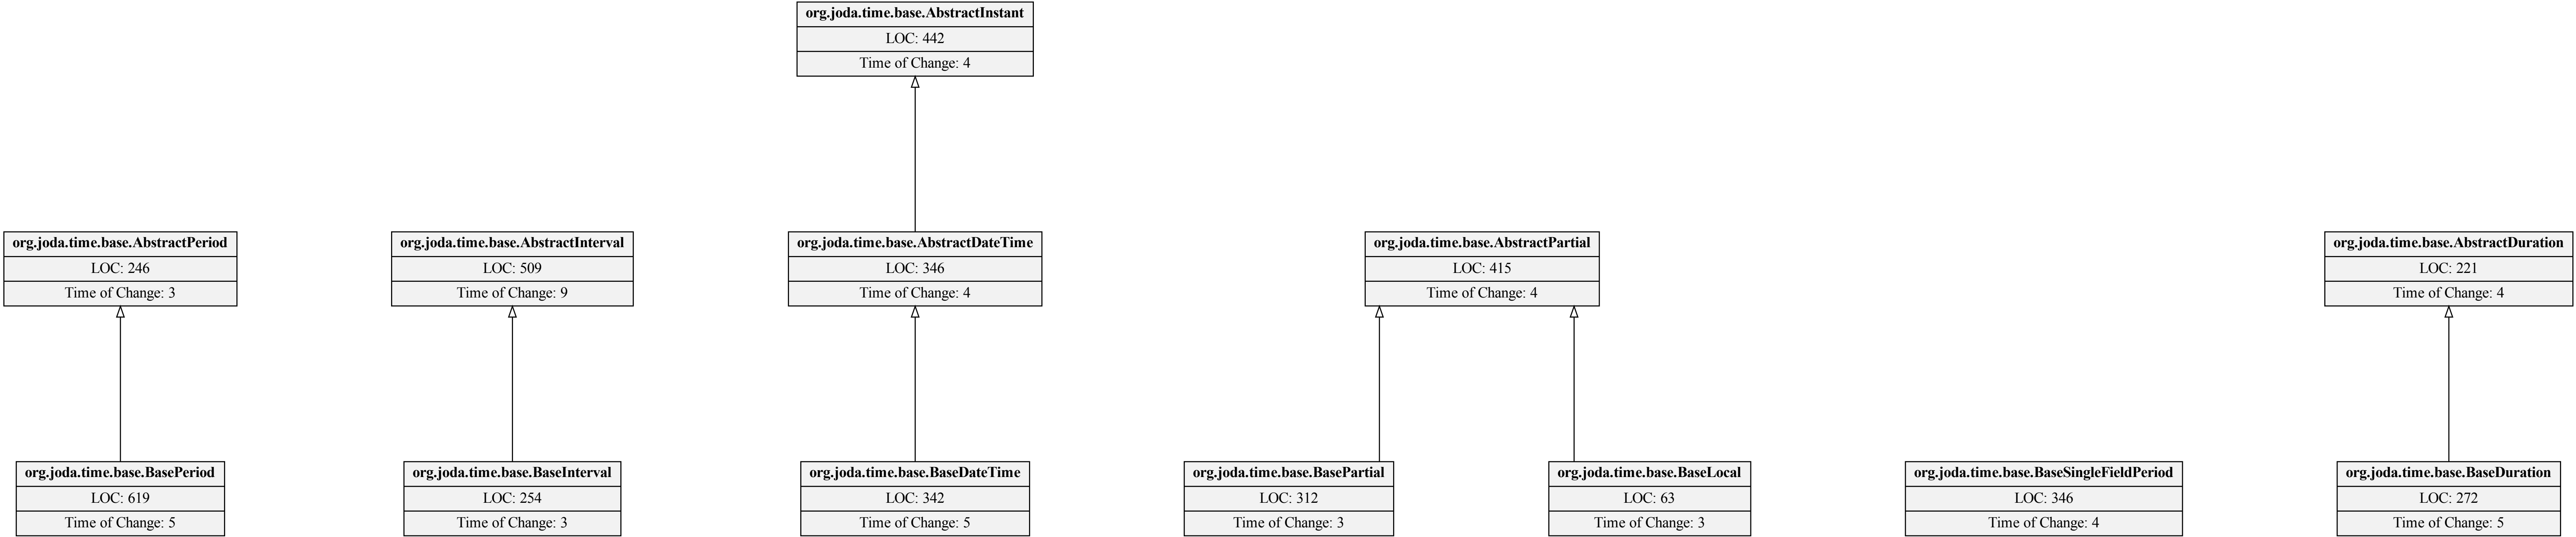 org.joda.time.base.AbstractInstant
LOC: 442
Time of Change: 4
org.joda.time.base.AbstractPeriod
LOC: 246
Time of Change: 3
org.joda.time.base.AbstractInterval
LOC: 509
Time of Change: 9
org.joda.time.base.AbstractDateTime
LOC: 346
Time of Change: 4
org.joda.time.base.AbstractPartial
LOC: 415
Time of Change: 4
org.joda.time.base.AbstractDuration
LOC: 221
Time of Change: 4
org.joda.time.base.BasePeriod
LOC: 619
Time of Change: 5
org.joda.time.base.BaseInterval
LOC: 254
Time of Change: 3
org.joda.time.base.BaseDateTime
LOC: 342
Time of Change: 5
org.joda.time.base.BasePartial
LOC: 312
Time of Change: 3
org.joda.time.base.BaseLocal
LOC: 63
Time of Change: 3
org.joda.time.base.BaseSingleFieldPeriod
LOC: 346
Time of Change: 4
org.joda.time.base.BaseDuration
LOC: 272
Time of Change: 5